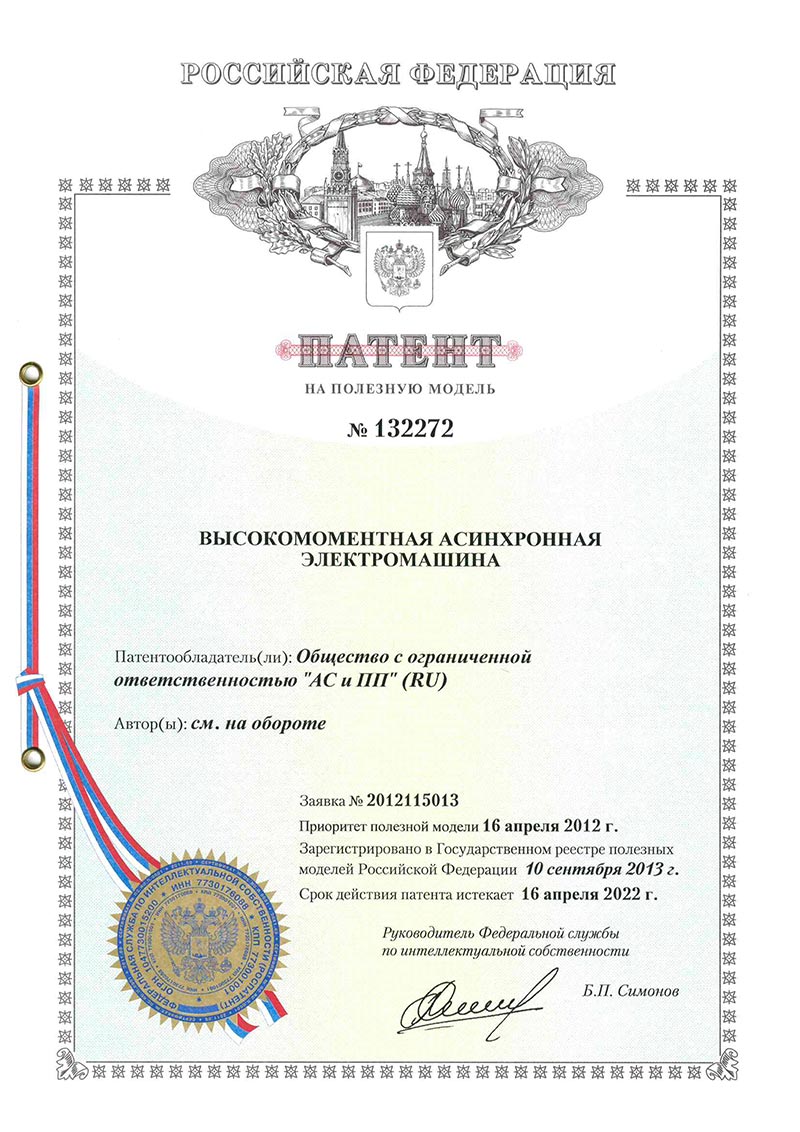 РОССИЙСКАЯ ФЕДЕРАЦИЯ
ПАТЕНТ
НА ПОЛЕЗНУЮ МОДЕЛЬ
№ 132272
ВЫСОКОМОМЕНТНАЯ АСИНХРОННАЯ
ЭЛЕКТРОМАШИНА
Патентообладатель(ли): Общество с ограниченной
ответственностью "АС и ПП" (RU)
Автор(ы): см. на обороте
Заявка № 2012115013
Приоритет полезной модели 16 апреля 2012 г.
Зарегистрировано в Государственном реестре полезных
моделей Российской Федерации 10 сентября 2013 г.
Срок действия патента истекает 16 апреля 2022 г.
Руководитель Федеральной службы
по интеллектуальной собственности
Б.П. Симонов
ФЕДЕРАЛЬНАЯ СЛУЖБА ПО ИНТЕЛЛЕКТУАЛЬНОЙ СОБСТВЕННОСТИ (РОСПАТЕНТ)
ОГРН 1047730015200 * ИНН 7730176088 * КПП 773001001